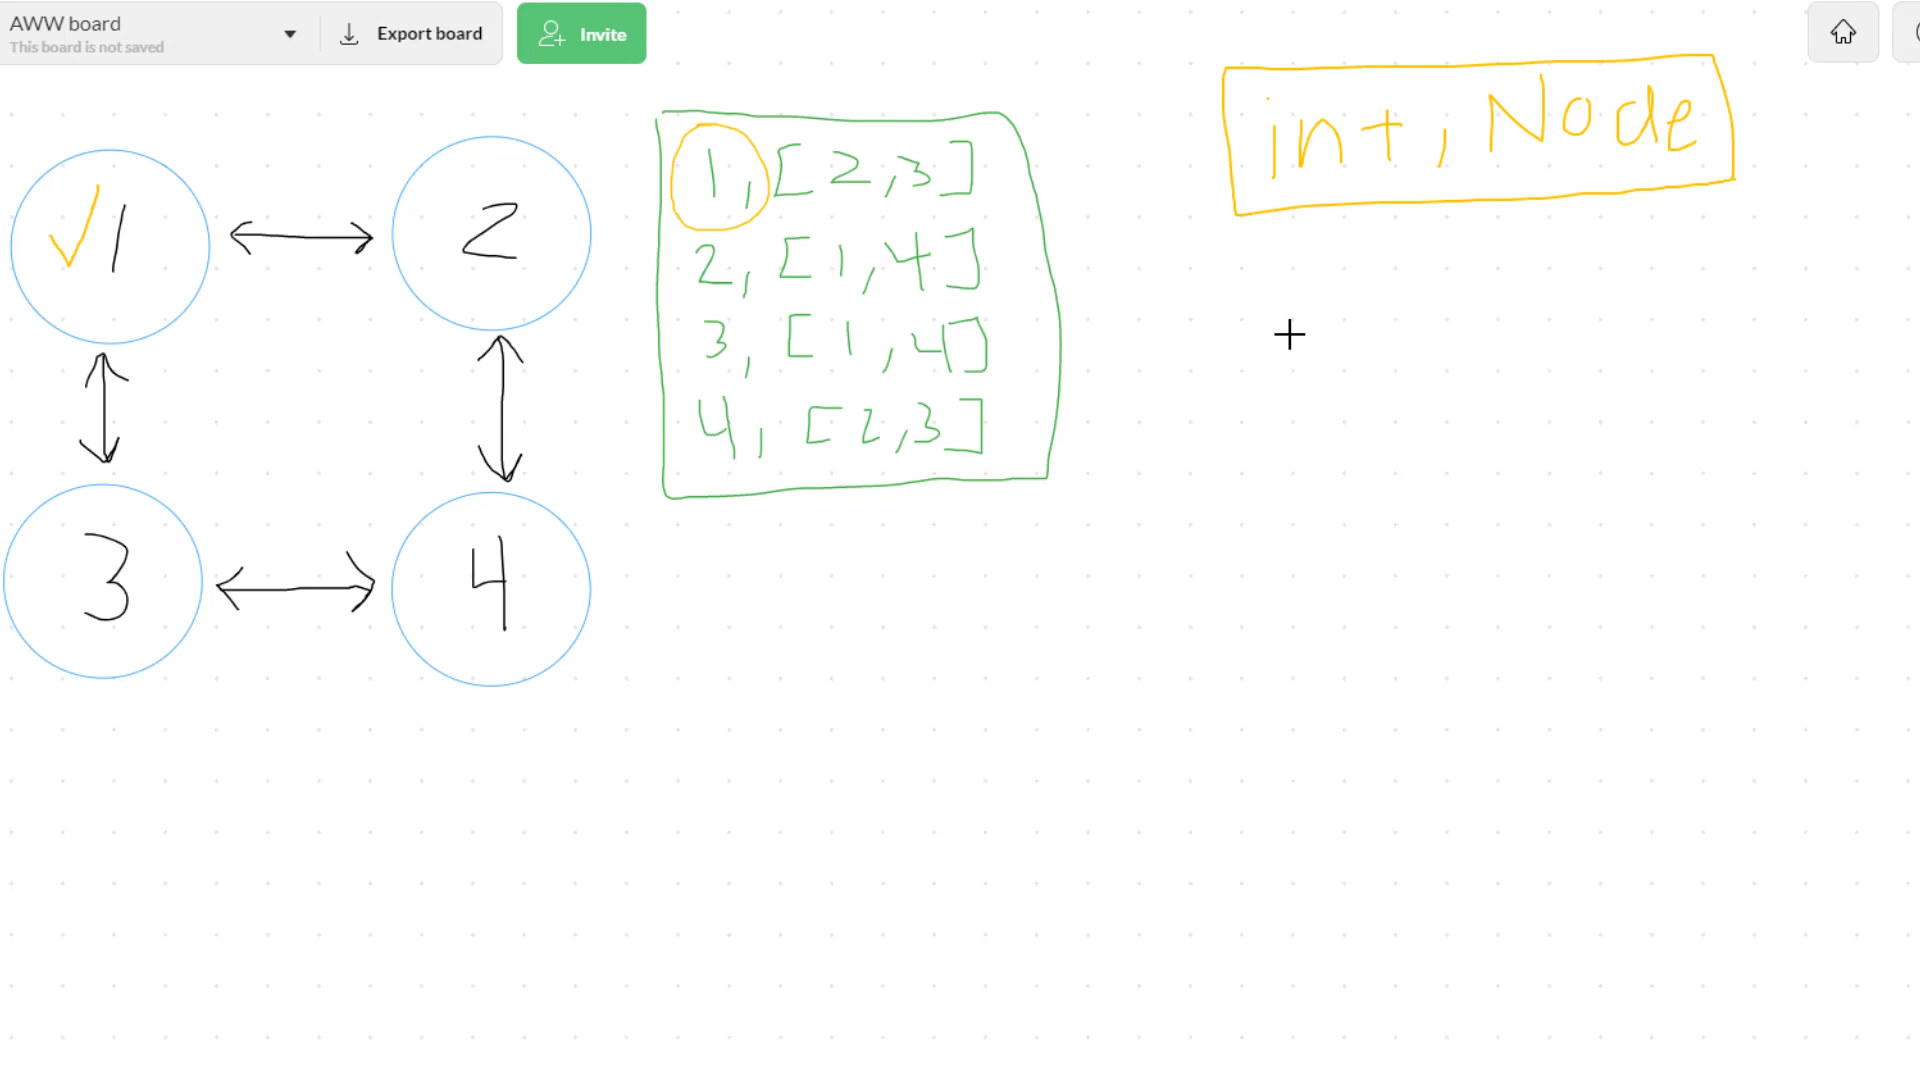 AWW board
This board is not saved
Export board
Invite
int, Node
1
2
3
4
1, [2,3]
2, [1,4]
3, [1,4]
4, [2,3]